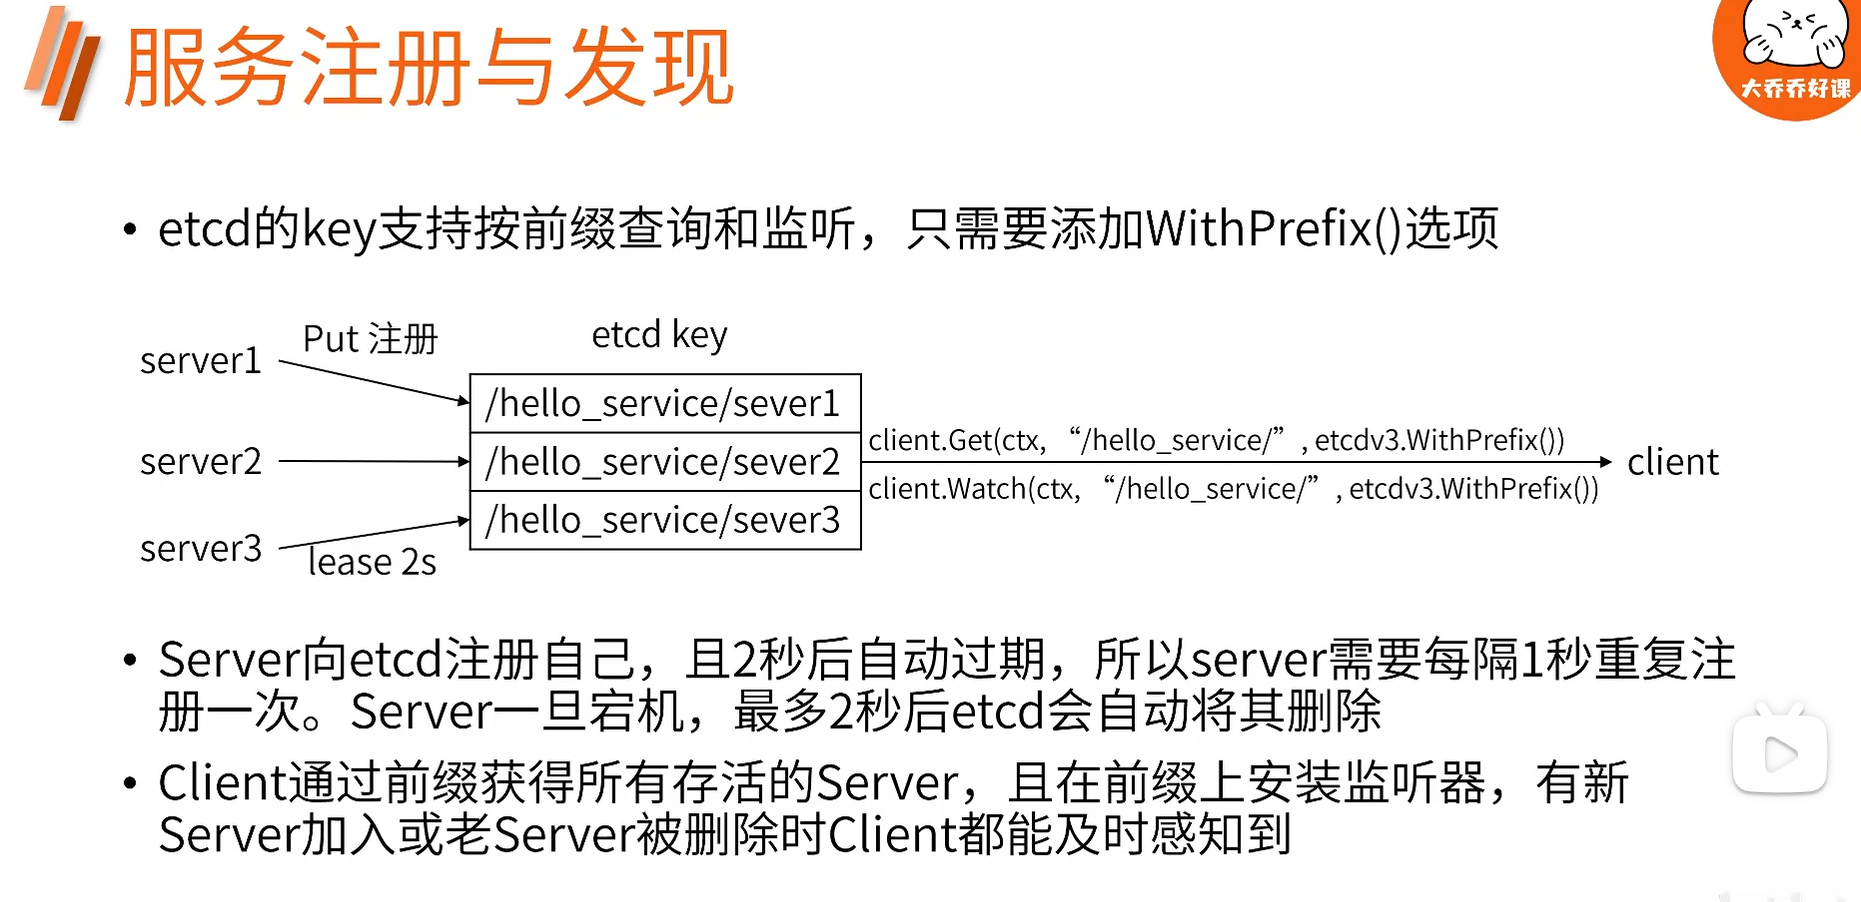 服务注册与发现
大乔乔好课
• etcd的key支持按前缀查询和监听，只需要添加WithPrefix()选项
Put 注册
etcd key
server1
/hello_service/sever1
client.Get(ctx, “/hello_service/”, etcdv3.WithPrefix())
server2
/hello_service/sever2
client
client.Watch(ctx, “/hello_service/”, etcdv3.WithPrefix())
/hello_service/sever3
server3
lease 2s
• Server向etcd注册自己，且2秒后自动过期，所以server需要每隔1秒重复注
册一次。Server一旦宕机，最多2秒后etcd会自动将其删除
• Client通过前缀获得所有存活的Server，且在前缀上安装监听器，有新
Server加入或老Server被删除时Client都能及时感知到